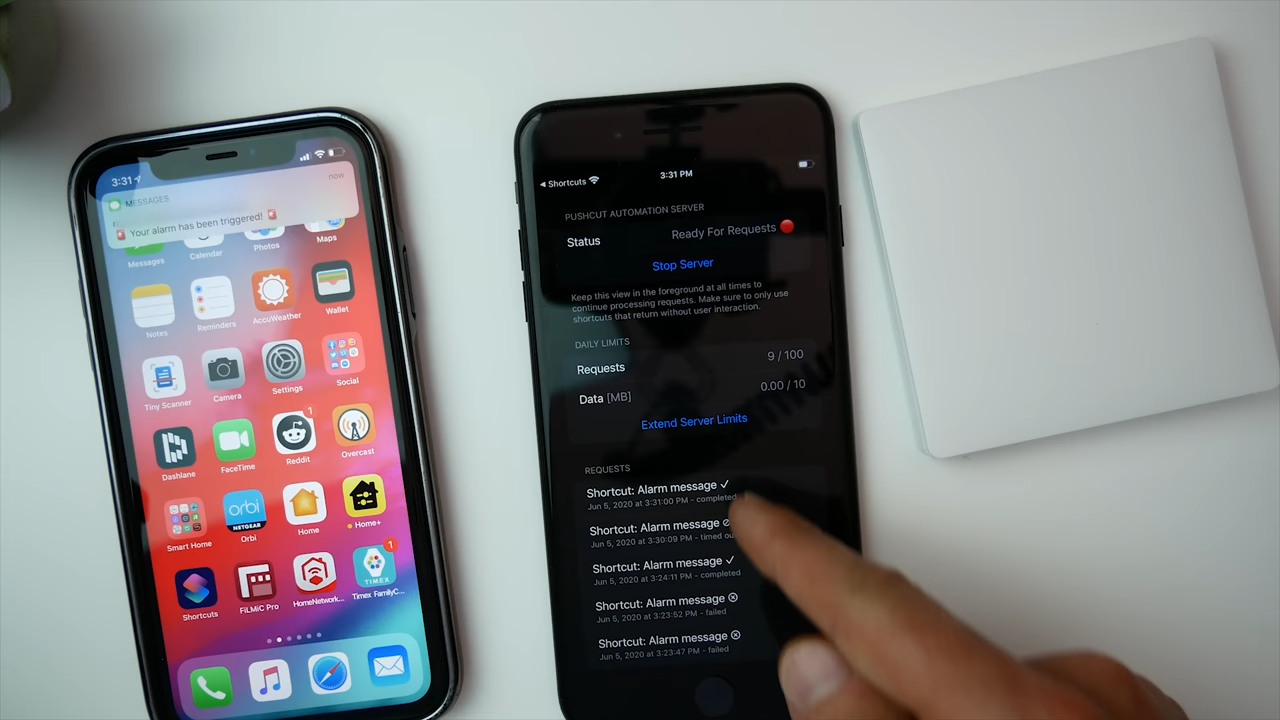 3:31
MESSAGES
now
🚨 Your alarm has been triggered! 🚨
Messages
Calendar
Photos
Maps
Notes
Reminders
AccuWeather
Wallet
Tiny Scanner
Camera
Settings
Social
Dashlane
FaceTime
1
Reddit
Overcast
Smart Home
orbi
NETGEAR
Orbi
Home
Home+
Shortcuts
FiLMiC Pro
HomeNetwork...
1
TIMEX
Timex FamilyC...
◀ Shortcuts
3:31 PM
PUSHCUT AUTOMATION SERVER
Status
Ready For Requests 🔴
Stop Server
Keep this view in the foreground at all times to
continue processing requests. Make sure to only use
shortcuts that return without user interaction.
DAILY LIMITS
Requests
9 / 100
Data [MB]
0.00 / 10
Extend Server Limits
REQUESTS
Shortcut: Alarm message ✓
Jun 5, 2020 at 3:31:00 PM - completed
Shortcut: Alarm message
Jun 5, 2020 at 3:30:09 PM - timed
Shortcut: Alarm message ✓
Jun 5, 2020 at 3:24:11 PM - completed
Shortcut: Alarm message ⊗
Jun 5, 2020 at 3:23:52 PM - failed
Shortcut: Alarm message ⊗
Jun 5, 2020 at 3:23:47 PM - failed